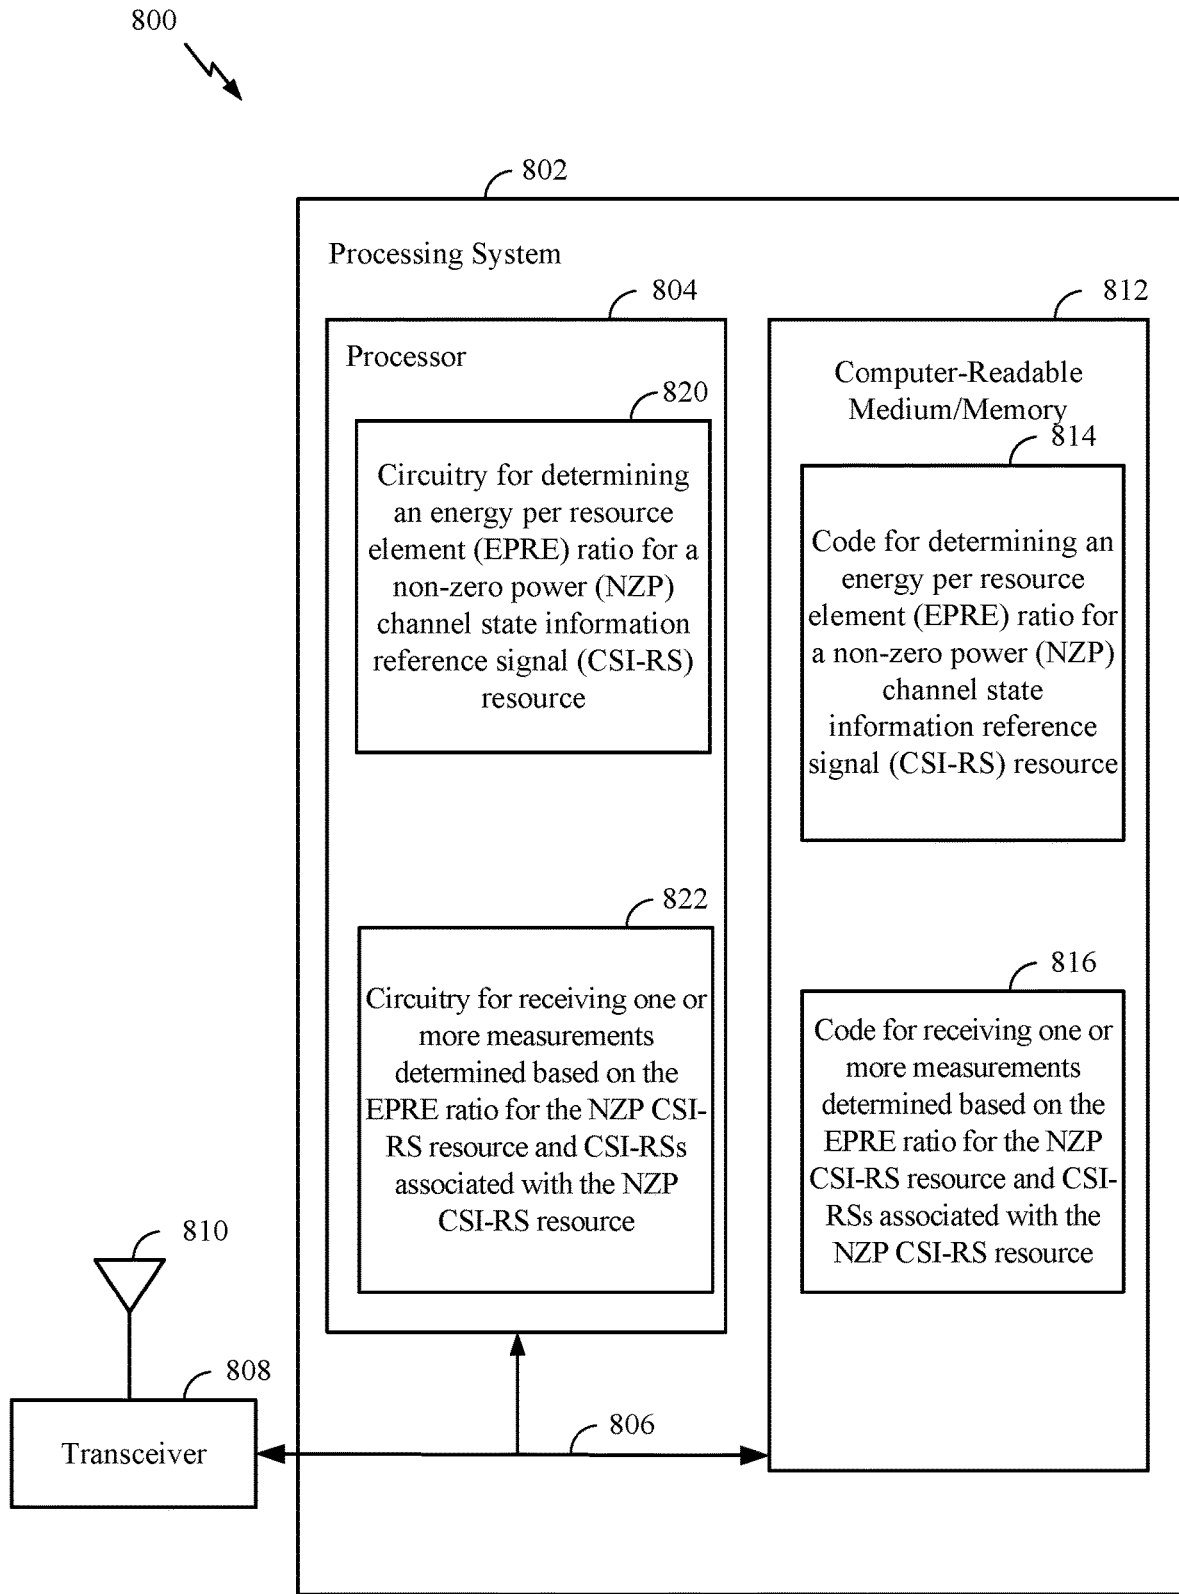 800
802
Processing System
804
Processor
820
Circuitry for determining
an energy per resource
element (EPRE) ratio for a
non-zero power (NZP)
channel state information
reference signal (CSI-RS)
resource
822
Circuitry for receiving one or
more measurements
determined based on the
EPRE ratio for the NZP CSI-
RS resource and CSI-RSs
associated with the NZP
CSI-RS resource
812
Computer-Readable
Medium/Memory
814
Code for determining an
energy per resource
element (EPRE) ratio for
a non-zero power (NZP)
channel state
information reference
signal (CSI-RS) resource
816
Code for receiving one or
more measurements
determined based on the
EPRE ratio for the NZP
CSI-RS resource and CSI-
RSs associated with the
NZP CSI-RS resource
810
808
Transceiver
806